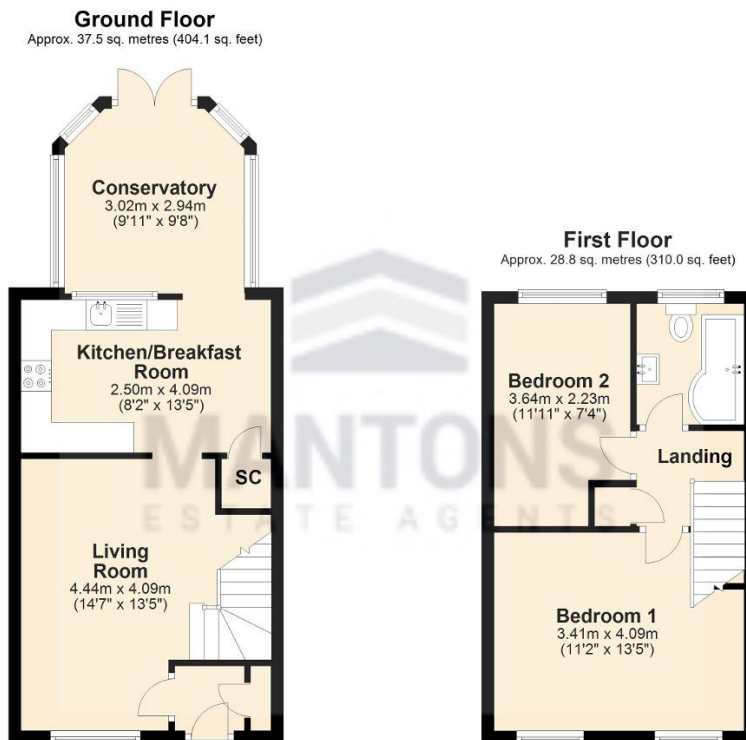 Ground Floor
Approx. 37.5 sq. metres (404.1 sq. feet)
Conservatory
3.02m x 2.94m
(9'11" x 9'8")
Kitchen/Breakfast
Room
2.50m x 4.09m
(8'2" x 13'5")
SC
Living
Room
4.44m x 4.09m
(14'7" x 13'5")
First Floor
Approx. 28.8 sq. metres (310.0 sq. feet)
Bedroom 2
3.64m x 2.23m
(11'11" x 7'4")
Landing
Bedroom 1
3.41m x 4.09m
(11'2" x 13'5")
MANTONS
ESTATE AGENTS